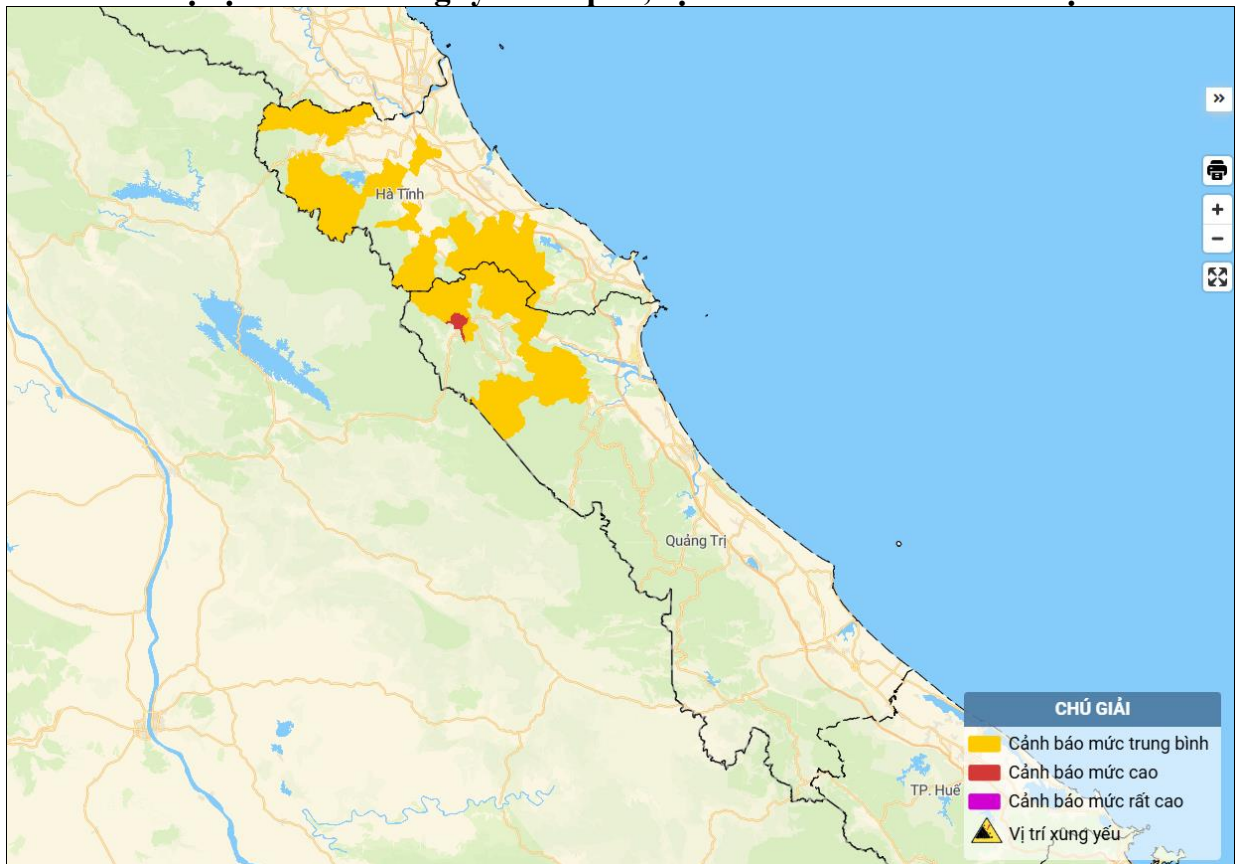 »
Hà Tĩnh
+
−
Quảng Trị
CHÚ GIẢI
Cảnh báo mức trung bình
Cảnh báo mức cao
Cảnh báo mức rất cao
TP. Huế
Vị trí xung yếu